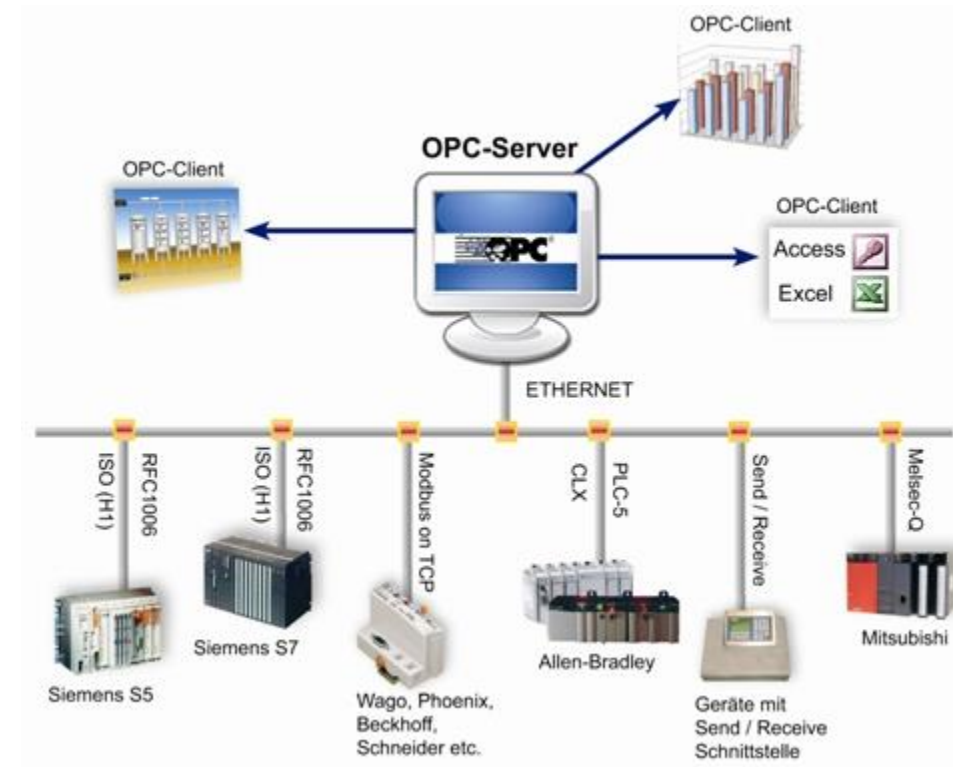 OPC-Client
OPC-Server
OPC-Client
OPC-Client
Access
Excel
OPC
ETHERNET
RFC1006
ISO (H1)
RFC1006
ISO (H1)
Modbus on TCP
PLC-5
CLX
Send / Receive
Melsec-Q
Siemens S5
Siemens S7
Wago, Phoenix,
Beckhoff,
Schneider etc.
Allen-Bradley
Geräte mit
Send / Receive
Schnittstelle
Mitsubishi